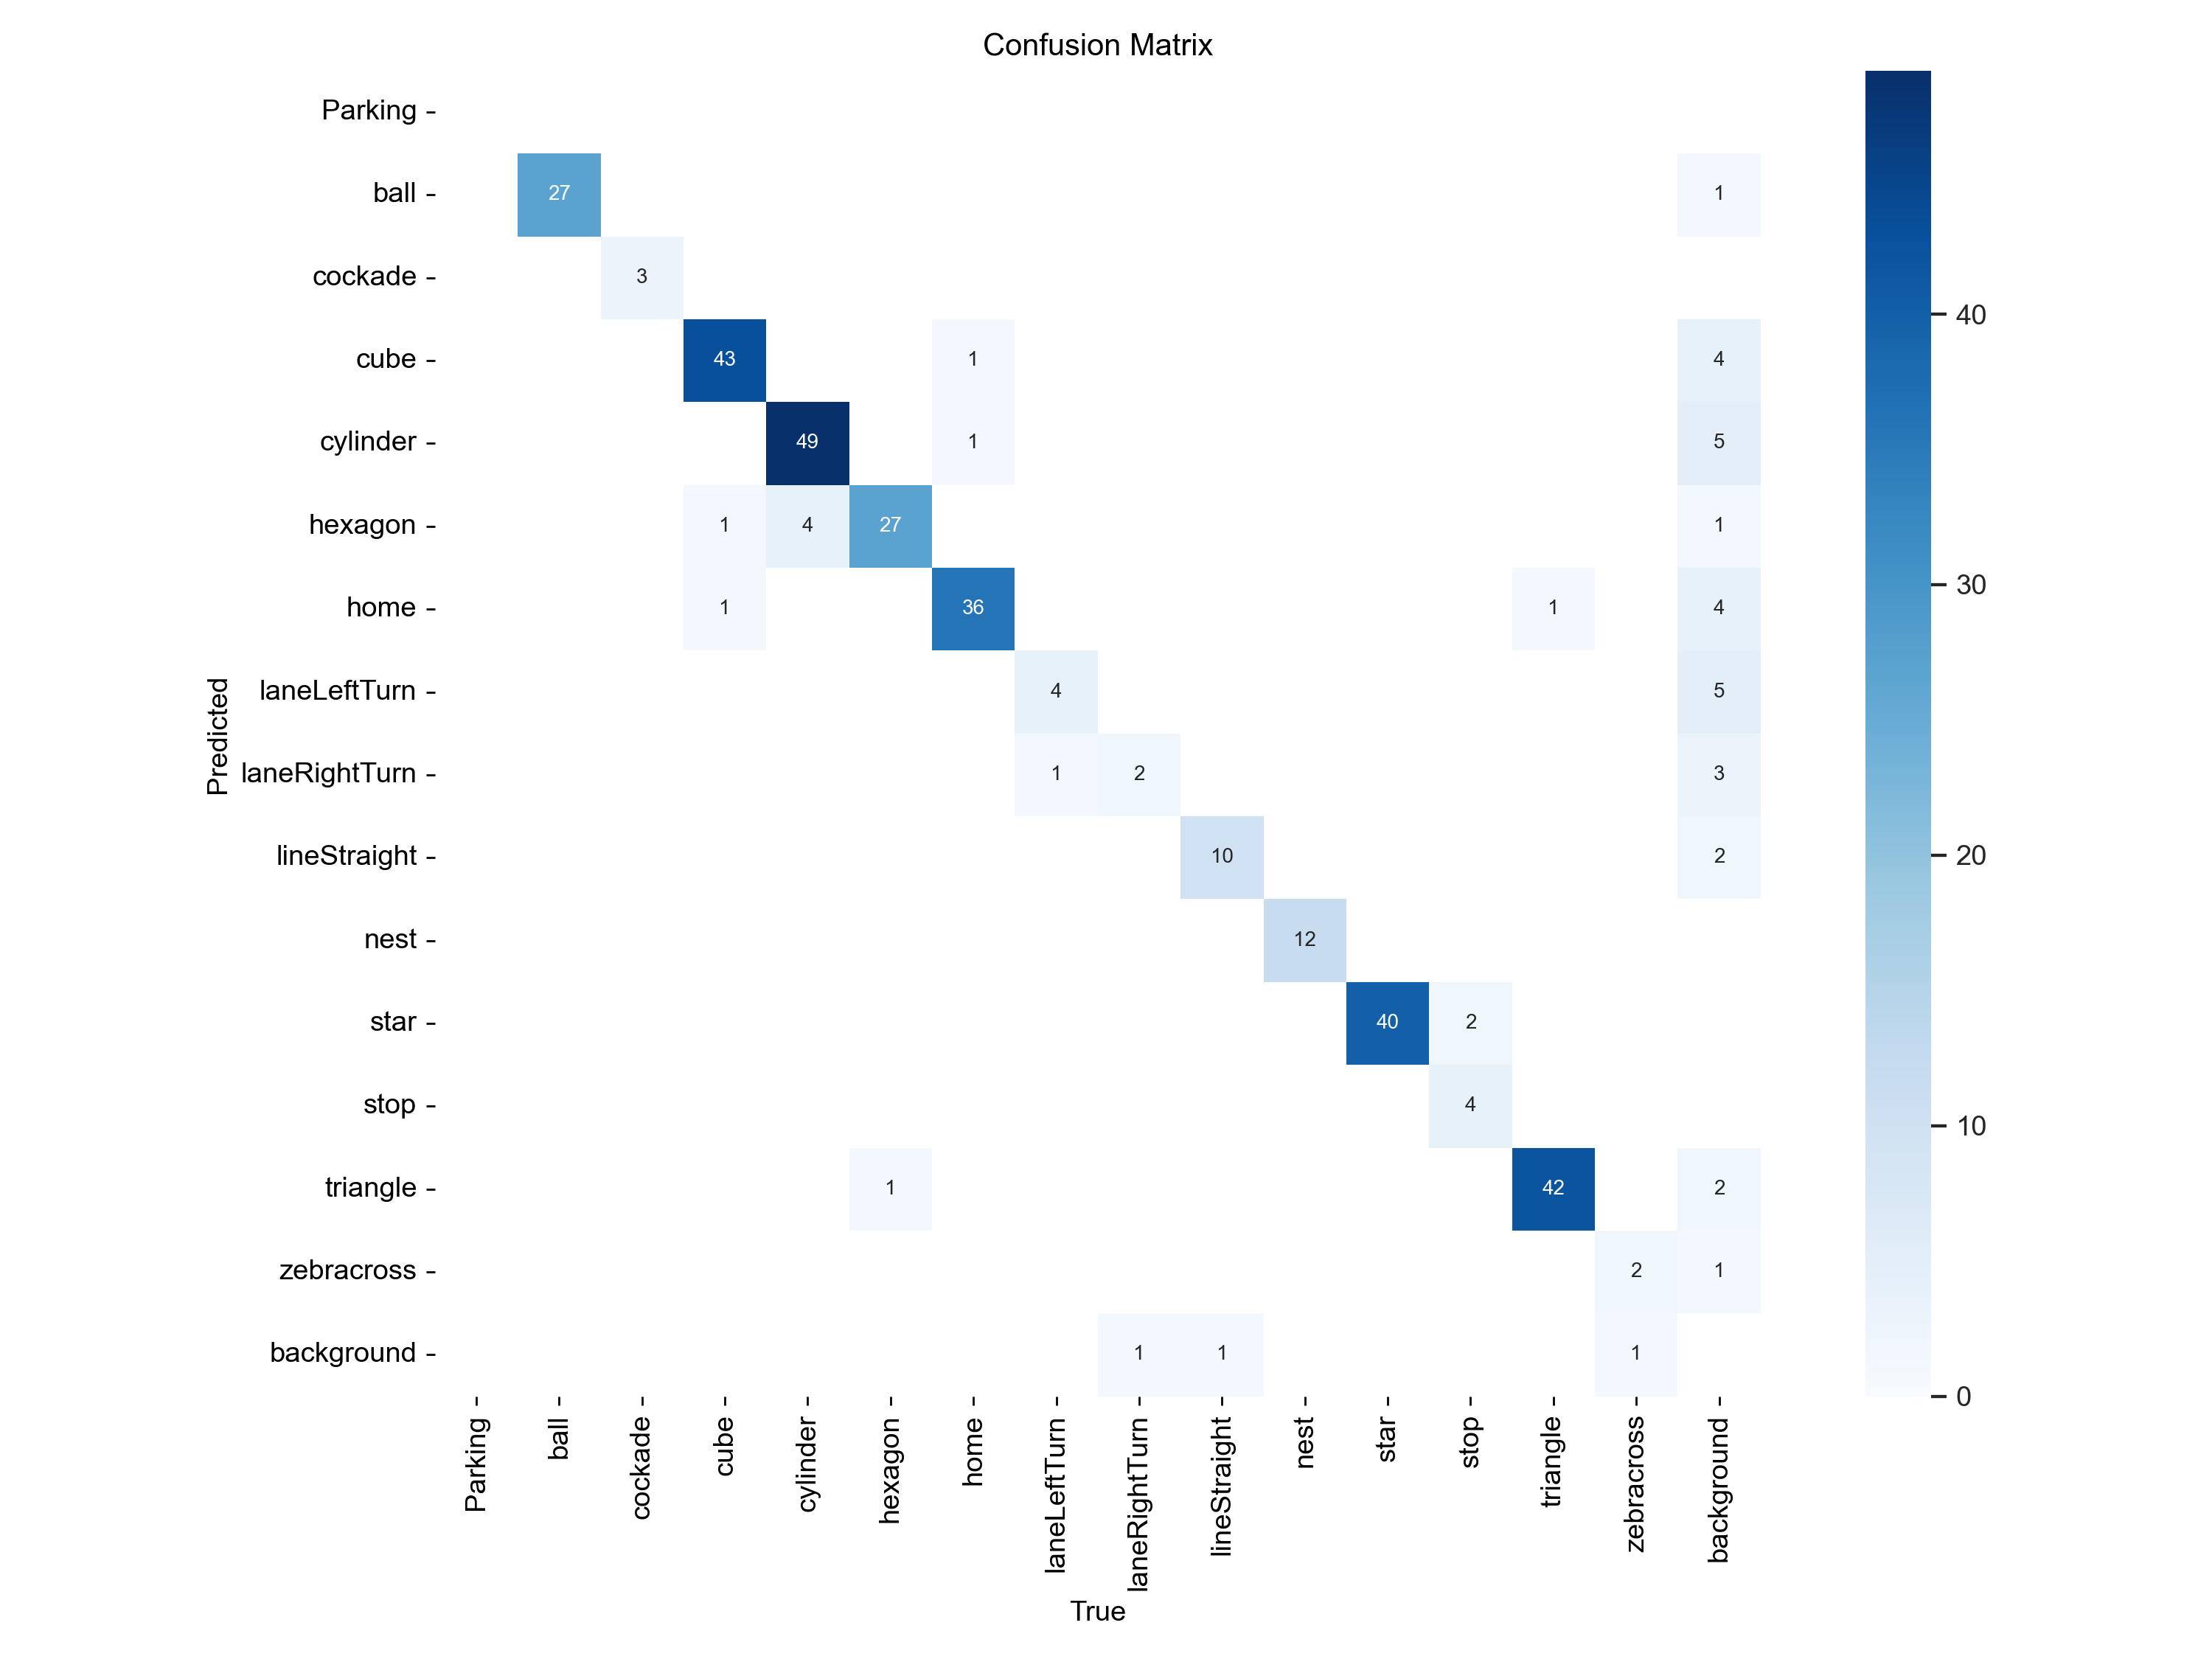 Confusion Matrix
Parking
ball 27 1
cockade 3
cube 43 1 4
cylinder 49 1 5
hexagon 1 4 27 1
home 1 36 1 4
laneLeftTurn 4 5
laneRightTurn 1 2 3
lineStraight 10 2
nest 12
star 40 2
stop 4
triangle 1 42 2
zebracross 2 1
background 1 1 1
Predicted
Parking
ball
cockade
cube
cylinder
hexagon
home
laneLeftTurn
laneRightTurn
lineStraight
nest
star
stop
triangle
zebracross
background
True
40
30
20
10
0